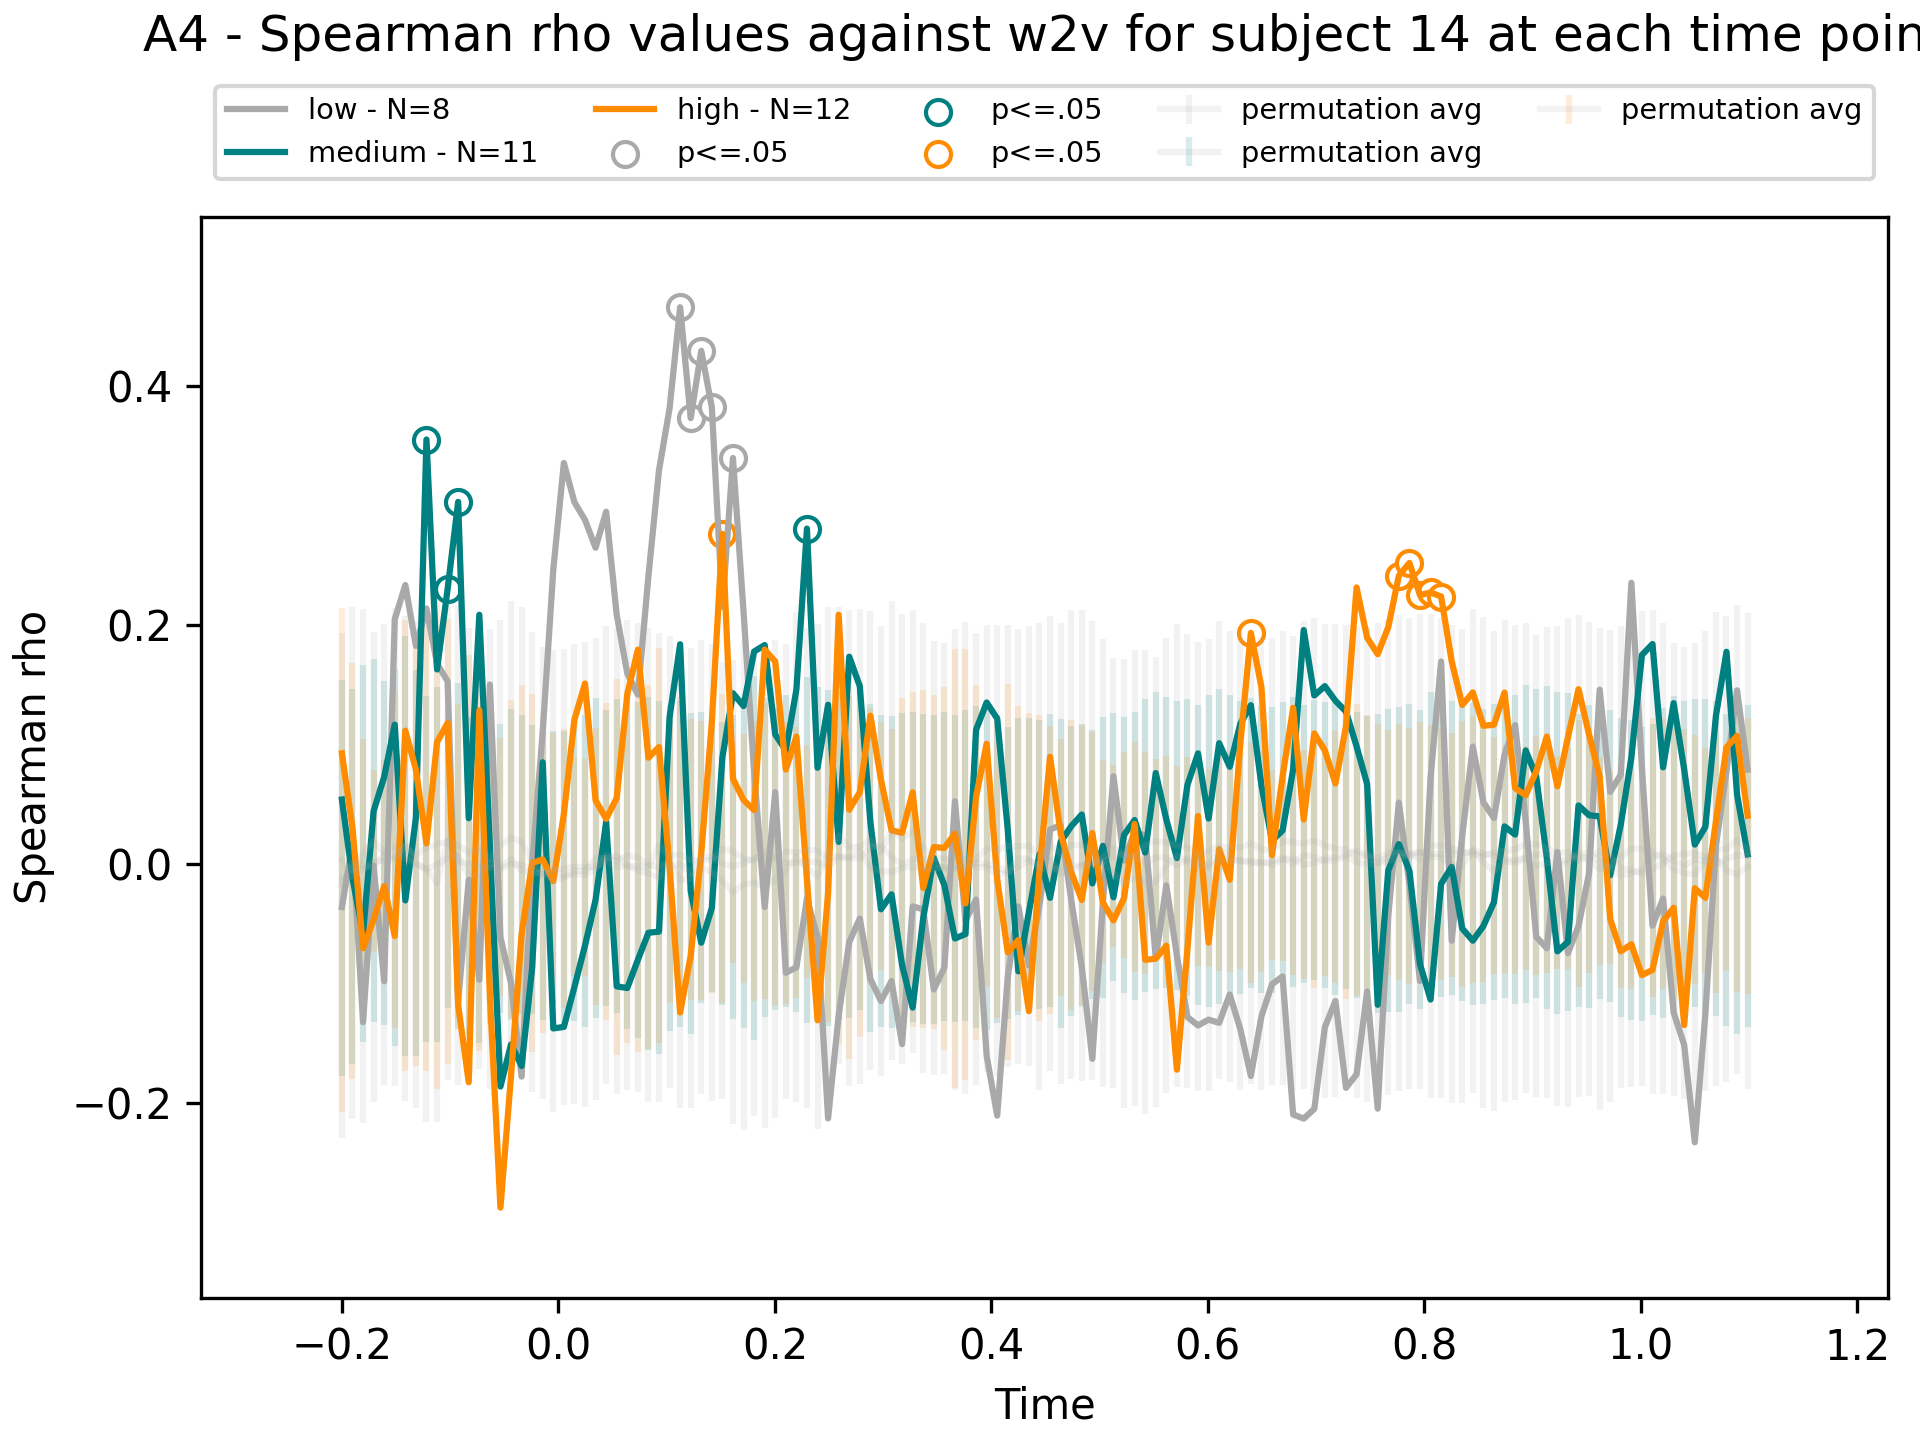 A4 - Spearman rho values against w2v for subject 14 at each time poin
low - N=8
medium - N=11
high - N=12
p<=.05
p<=.05
p<=.05
permutation avg
permutation avg
permutation avg
Spearman rho
0.4
0.2
0.0
−0.2
−0.2
0.0
0.2
0.4
0.6
0.8
1.0
1.2
Time